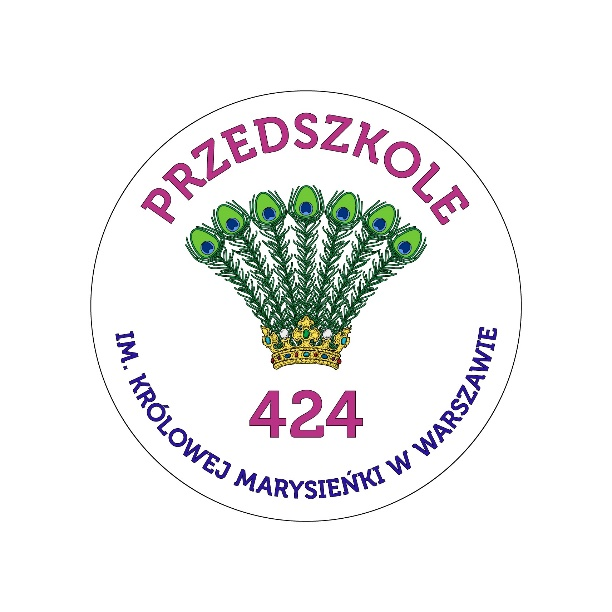 PRZEDSZKOLE
424
IM. KRÓLOWEJ MARYSIEŃKI W WARSZAWIE